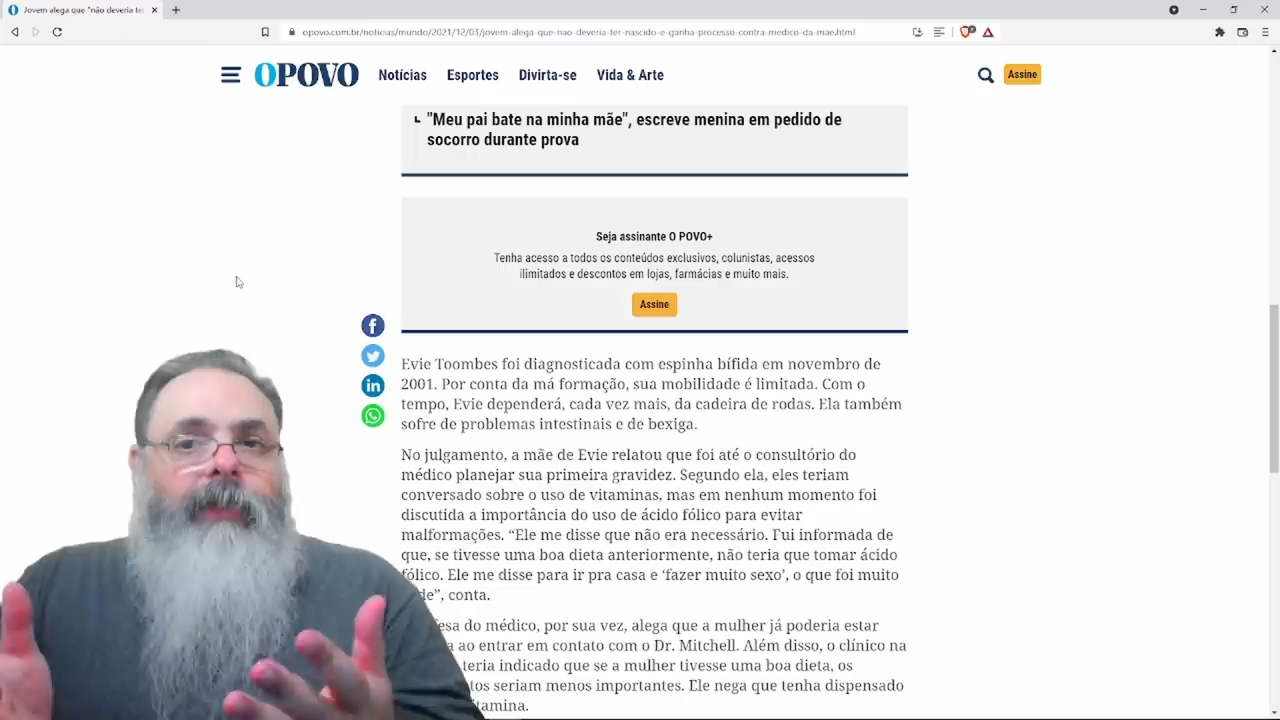 Jovem alega que "não deveria ter
opovo.com.br/noticias/mundo/2021/12/03/jovem-alega-que-nao-deveria-ter-nascido-e-ganha-processo-contra-medico-da-mae.html
OPOVO Notícias Esportes Divirta-se Vida & Arte Assine
"Meu pai bate na minha mãe", escreve menina em pedido de
socorro durante prova
Seja assinante O POVO+
Tenha acesso a todos os conteúdos exclusivos, colunistas, acessos
ilimitados e descontos em lojas, farmácias e muito mais.
Assine
Evie Toombes foi diagnosticada com espinha bífida em novembro de
2001. Por conta da má formação, sua mobilidade é limitada. Com o
tempo, Evie dependerá, cada vez mais, da cadeira de rodas. Ela também
sofre de problemas intestinais e de bexiga.
No julgamento, a mãe de Evie relatou que foi até o consultório do
médico planejar sua primeira gravidez. Segundo ela, eles teriam
conversado sobre o uso de vitaminas, mas em nenhum momento foi
discutida a importância do uso de ácido fólico para evitar
malformações. “Ele me disse que não era necessário. Fui informada de
que, se tivesse uma boa dieta anteriormente, não teria que tomar ácido
fólico. Ele me disse para ir pra casa e ‘fazer muito sexo’, o que foi muito
de”, conta.
esa do médico, por sua vez, alega que a mulher já poderia estar
a ao entrar em contato com o Dr. Mitchell. Além disso, o clínico na
teria indicado que se a mulher tivesse uma boa dieta, os
tos seriam menos importantes. Ele nega que tenha dispensado
tamina.